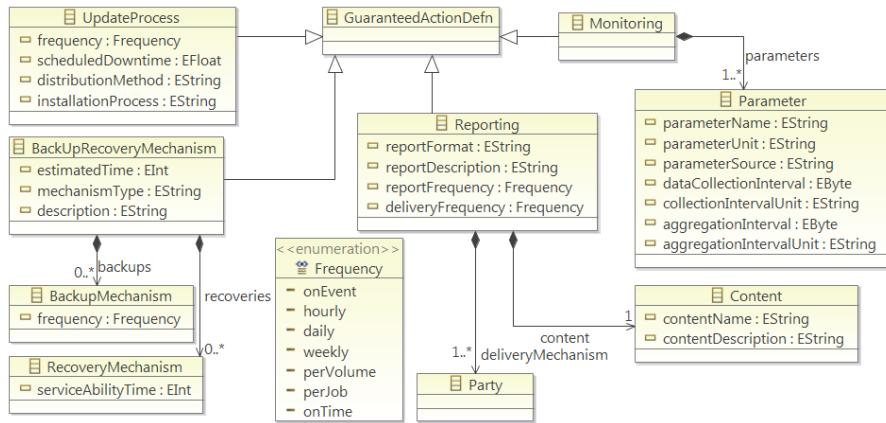 UpdateProcess
frequency : Frequency
scheduledDowntime : EFloat
distributionMethod : EString
installationProcess : EString
GuaranteedActionDefn
Monitoring
parameters
1..*
Parameter
parameterName : EString
parameterUnit : EString
parameterSource : EString
dataCollectionInterval : EByte
collectionIntervalUnit : EString
aggregationInterval : EByte
aggregationIntervalUnit : EString
BackUpRecoveryMechanism
estimatedTime : EInt
mechanismType : EString
description : EString
Reporting
reportFormat : EString
reportDescription : EString
reportFrequency : Frequency
deliveryFrequency : Frequency
0..*
backups
BackupMechanism
frequency : Frequency
recoveries
0..*
RecoveryMechanism
serviceAbilityTime : EInt
<<enumeration>>
Frequency
onEvent
hourly
daily
weekly
perVolume
perJob
onTime
1
content
1..*
deliveryMechanism
Content
contentName : EString
contentDescription : EString
Party